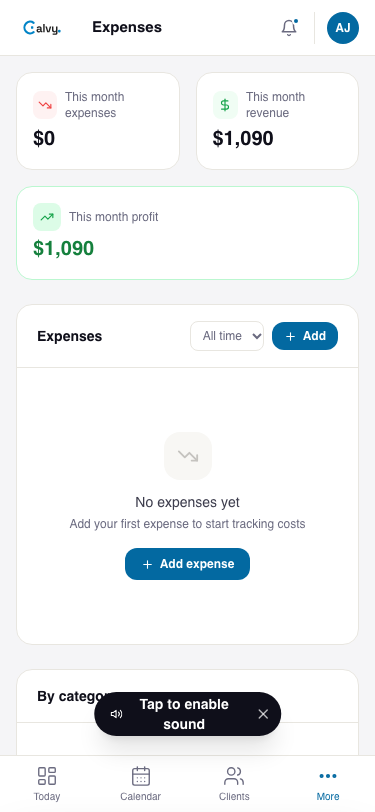 Calvy.
Expenses
AJ
This month
expenses
$0
This month
revenue
$1,090
This month profit
$1,090
Expenses
All time
+ Add
No expenses yet
Add your first expense to start tracking costs
+ Add expense
By catego
Tap to enable
sound
Today
Calendar
Clients
More